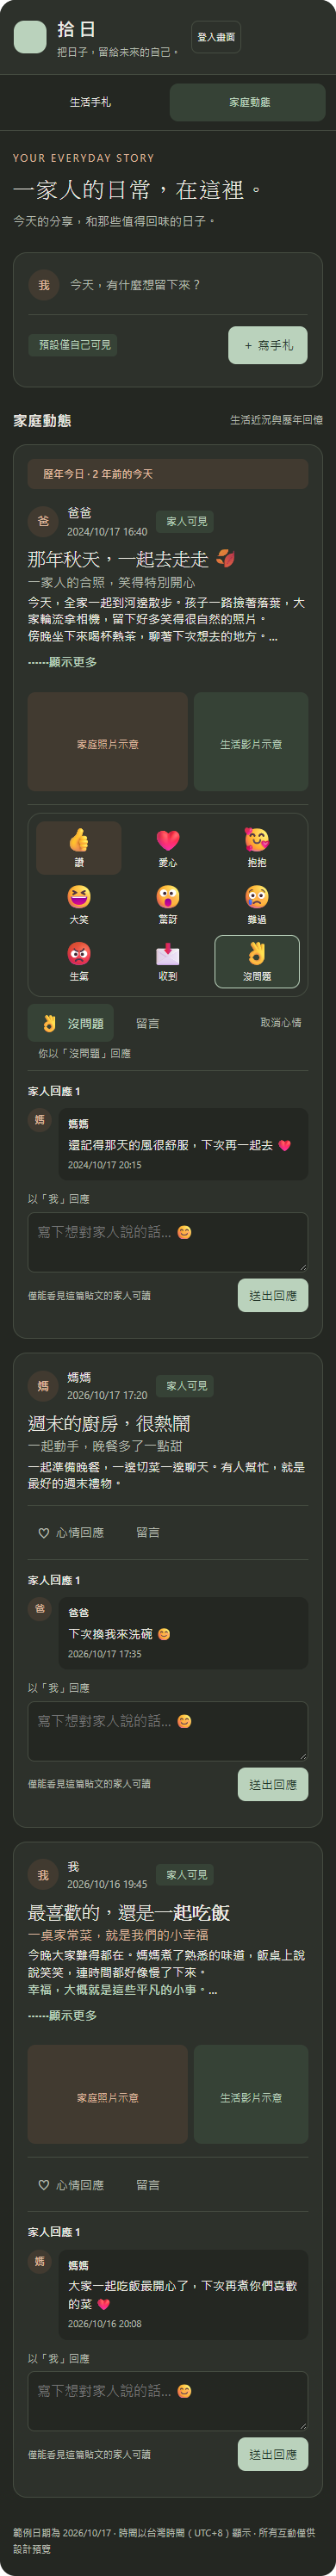 拾日
把日子，留給未來的自己。
登入畫面
生活手札
家庭動態
YOUR EVERYDAY STORY
一家人的日常，在這裡。
今天的分享，和那些值得回味的日子。
我
今天，有什麼想留下來？
預設僅自己可見
＋ 寫手札
家庭動態
生活近況與歷年回憶
歷年今日 · 2 年前的今天
爸
爸爸
2024/10/17 16:40
家人可見
那年秋天，一起去走走 🍂
一家人的合照，笑得特別開心
今天，全家一起到河邊散步。孩子一路撿著落葉，大
家輪流拿相機，留下好多笑得很自然的照片。
傍晚坐下來喝杯熱茶，聊著下次想去的地方。...
------顯示更多
家庭照片示意
生活影片示意
👍
❤️
🥰
讚
愛心
抱抱
😆
😲
😢
大笑
驚訝
難過
😡
📩
👌
生氣
收到
沒問題
👌 沒問題
留言
取消心情
你以「沒問題」回應
家人回應 1
媽
媽媽
還記得那天的風很舒服，下次再一起去 ❤️
2024/10/17 20:15
以「我」回應
寫下想對家人說的話... 😊
僅能看見這篇貼文的家人可讀
送出回應
媽
媽媽
2026/10/17 17:20
家人可見
週末的廚房，很熱鬧
一起動手，晚餐多了一點甜
一起準備晚餐，一邊切菜一邊聊天。有人幫忙，就是
最好的週末禮物。
♡ 心情回應
留言
家人回應 1
爸
爸爸
下次換我來洗碗 😊
2026/10/17 17:35
以「我」回應
寫下想對家人說的話... 😊
僅能看見這篇貼文的家人可讀
送出回應
我
我
2026/10/16 19:45
家人可見
最喜歡的，還是一起吃飯
一桌家常菜，就是我們的小幸福
今晚大家難得都在。媽媽煮了熟悉的味道，飯桌上說
說笑笑，連時間都好像慢了下來。
幸福，大概就是這些平凡的小事。...
------顯示更多
家庭照片示意
生活影片示意
♡ 心情回應
留言
家人回應 1
媽
媽媽
大家一起吃飯最開心了，下次再煮你們喜歡
的菜 ❤️
2026/10/16 20:08
以「我」回應
寫下想對家人說的話... 😊
僅能看見這篇貼文的家人可讀
送出回應
範例日期為 2026/10/17 · 時間以台灣時間（UTC+8）顯示 · 所有互動僅供
設計預覽